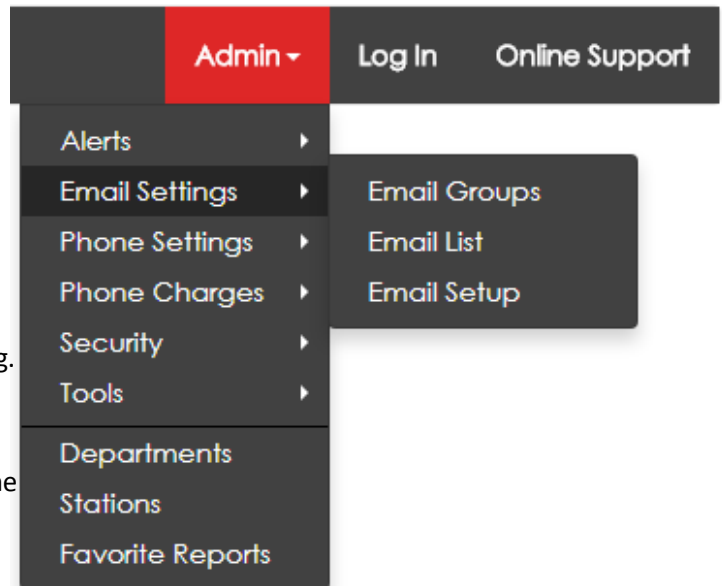 Admin Log In Online Support
Alerts
Email Settings Email Groups
Phone Settings Email List
Phone Charges Email Setup
Security
Tools
Departments
Stations
Favorite Reports